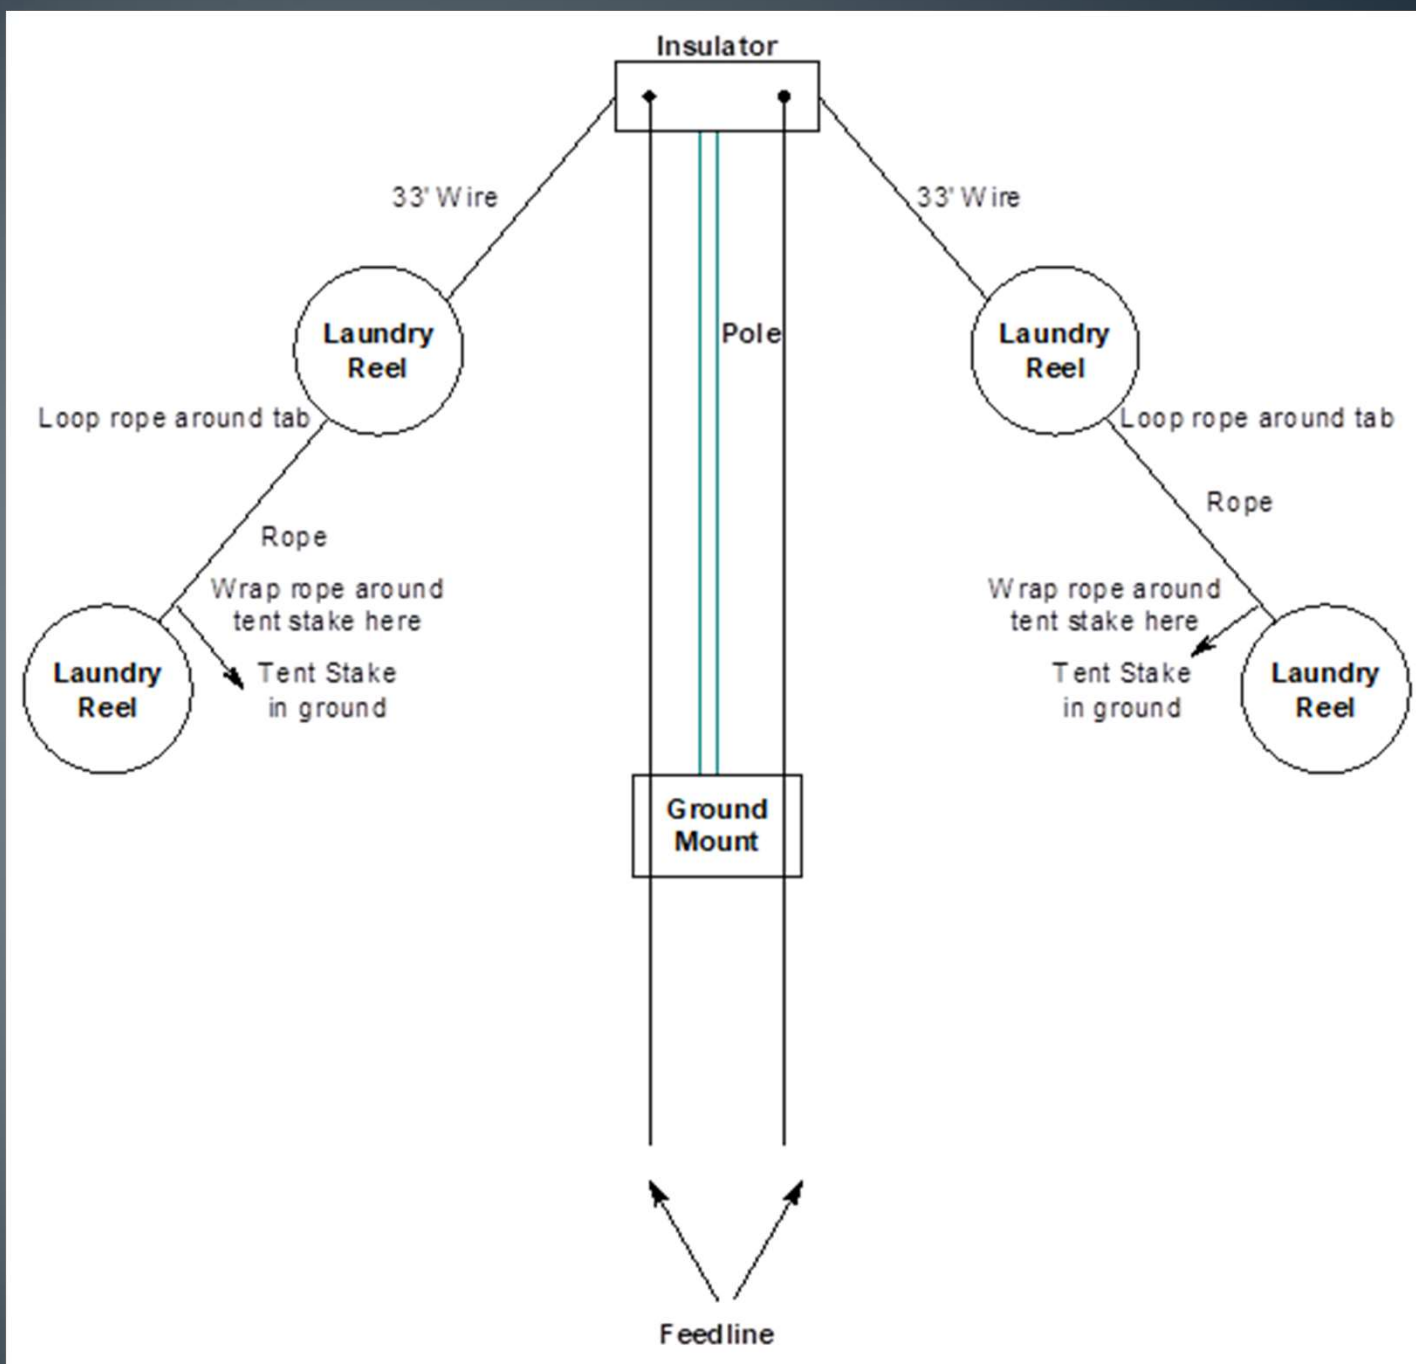 Insulator
33' Wire
33' Wire
Laundry
Reel
Pole
Laundry
Reel
Loop rope around tab
Loop rope around tab
Rope
Rope
Wrap rope around
tent stake here
Wrap rope around
tent stake here
Laundry
Reel
Tent Stake
in ground
Tent Stake
in ground
Laundry
Reel
Ground
Mount
Feedline